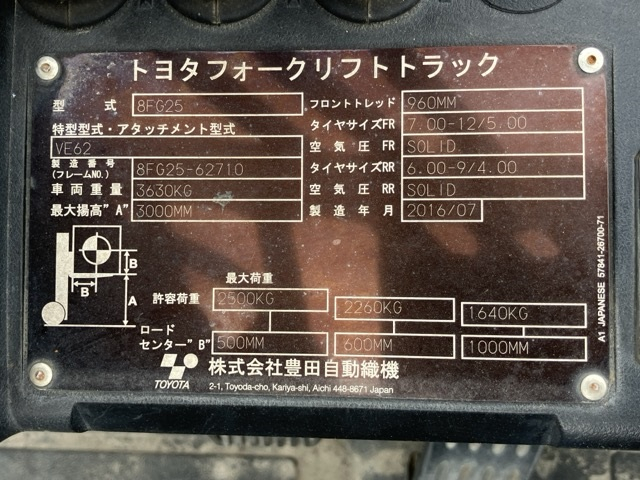 トヨタフォークリフトトラック
型 式 8FG25
特型型式・アタッチメント型式
VE62
製造番号(フレームNO.) 8FG25-62710
車両重量 3630KG
最大揚高"A" 3000MM
フロントトレッド 960MM
タイヤサイズFR 7.00-12/5.00
空気圧 FR SOLID
タイヤサイズRR 6.00-9/4.00
空気圧 RR SOLID
製造年月 2016/07
B
B
A
最大荷重
許容荷重 2500KG 2260KG 1640KG
ロード
センター"B" 500MM 600MM 1000MM
TOYOTA
株式会社豊田自動織機
2-1, Toyoda-cho, Kariya-shi, Aichi 448-8671 Japan
A1 JAPANESE 57841-26700-71